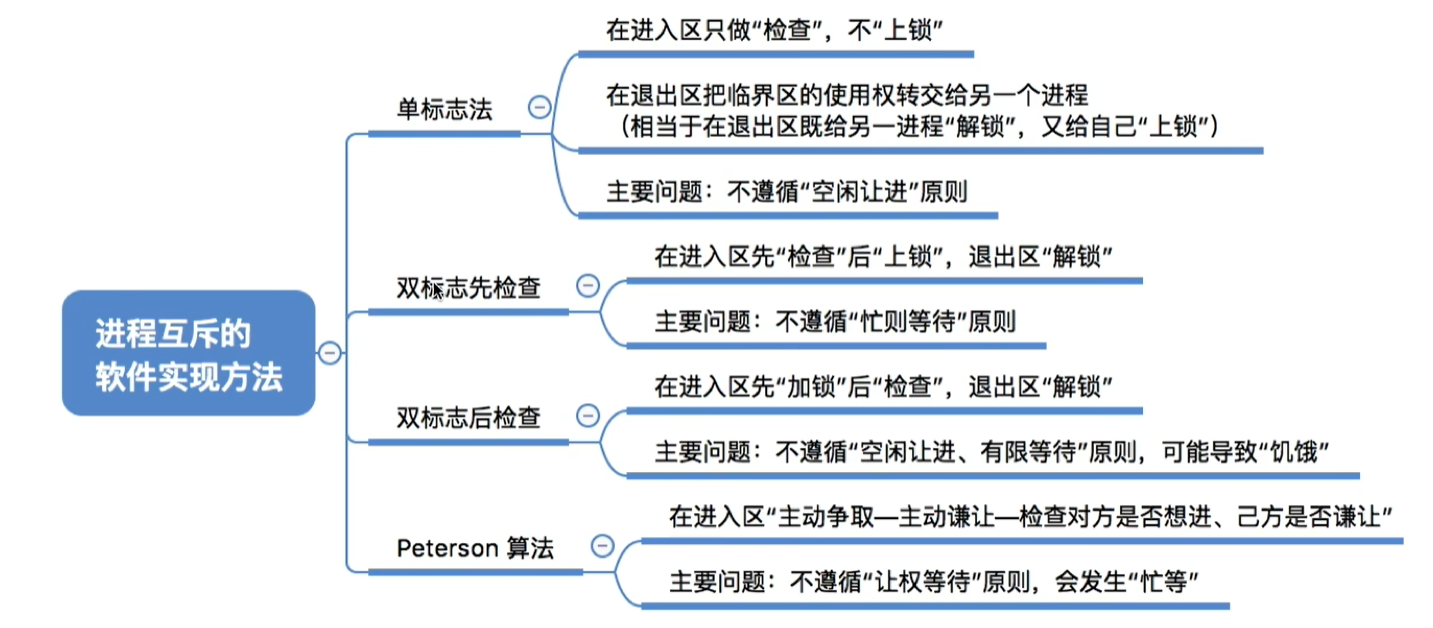 进程互斥的
软件实现方法
单标志法
在进入区只做“检查”，不“上锁”
在退出区把临界区的使用权转交给另一个进程
（相当于在退出区既给另一进程“解锁”，又给自己“上锁”）
主要问题：不遵循“空闲让进”原则
双标志先检查
在进入区先“检查”后“上锁”，退出区“解锁”
主要问题：不遵循“忙则等待”原则
双标志后检查
在进入区先“加锁”后“检查”，退出区“解锁”
主要问题：不遵循“空闲让进、有限等待”原则，可能导致“饥饿”
Peterson 算法
在进入区“主动争取—主动谦让—检查对方是否想进、己方是否谦让”
主要问题：不遵循“让权等待”原则，会发生“忙等”